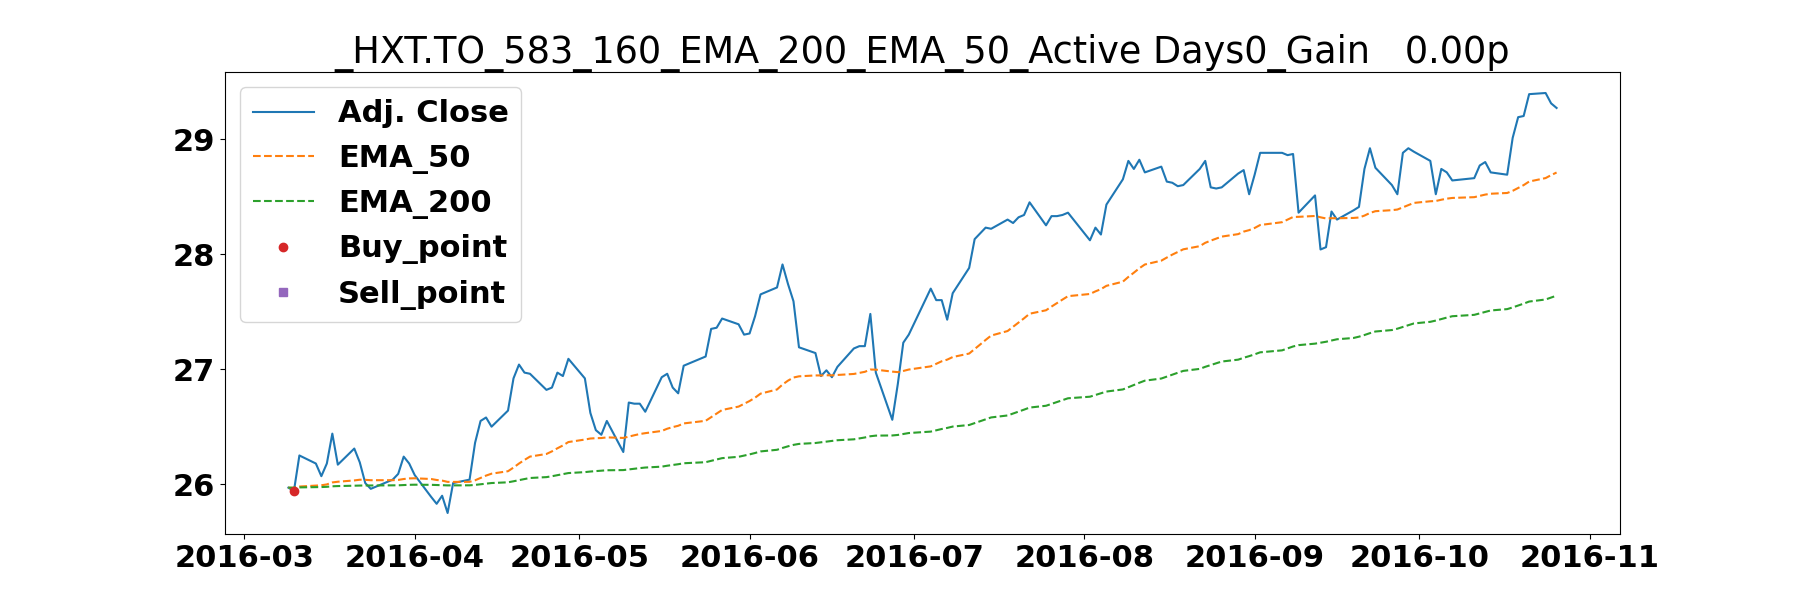 _HXT.TO_583_160_EMA_200_EMA_50_Active Days0_Gain   0.00p
Adj. Close
EMA_50
EMA_200
Buy_point
Sell_point
29
28
27
26
2016-03 2016-04 2016-05 2016-06 2016-07 2016-08 2016-09 2016-10 2016-11